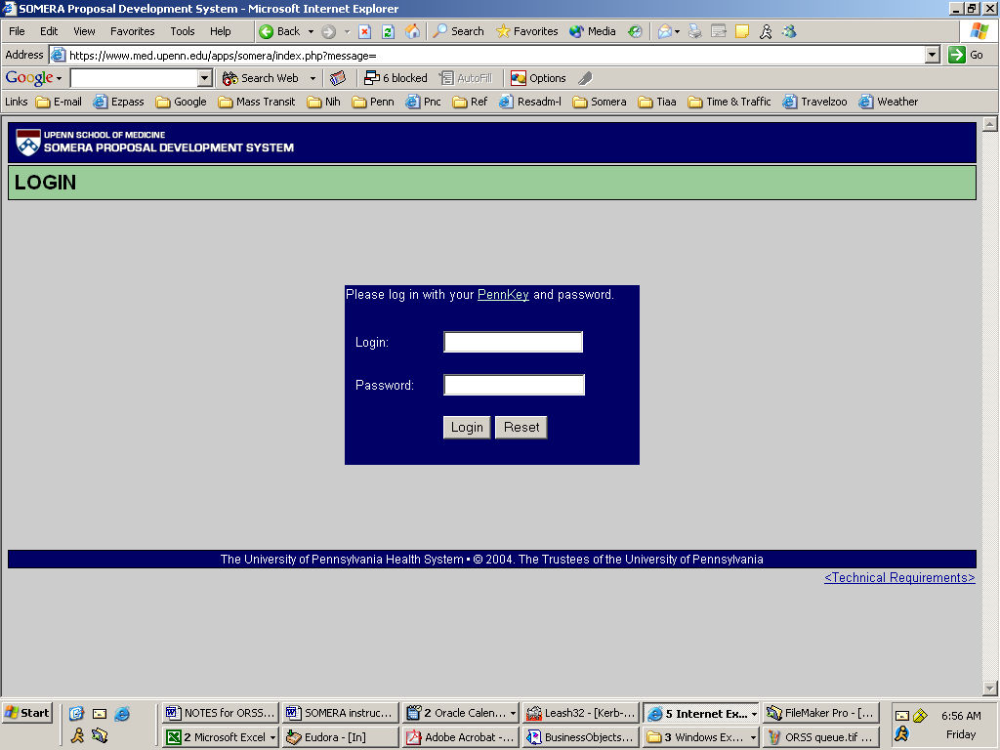 SOMERA Proposal Development System - Microsoft Internet Explorer
File Edit View Favorites Tools Help Back Search Favorites Media
Address https://www.med.upenn.edu/apps/somera/index.php?message= Go
Google Search Web 6 blocked AutoFill Options
Links E-mail Ezpass Google Mass Transit Nih Penn Pnc Ref Resadm-l Somera Tiaa Time & Traffic Travelzoo Weather
UPENN SCHOOL OF MEDICINE
SOMERA PROPOSAL DEVELOPMENT SYSTEM
LOGIN
Please log in with your PennKey and password.
Login:
Password:
Login Reset
The University of Pennsylvania Health System • © 2004. The Trustees of the University of Pennsylvania
<Technical Requirements>
Start NOTES for ORSS... SOMERA instruc... 2 Oracle Calen... Leash32 - [Kerb-... 5 Internet Ex... FileMaker Pro - [... 6:56 AM
2 Microsoft Excel Eudora - [In] Adobe Acrobat -... BusinessObjects... 3 Windows Ex... ORSS queue.tif Friday